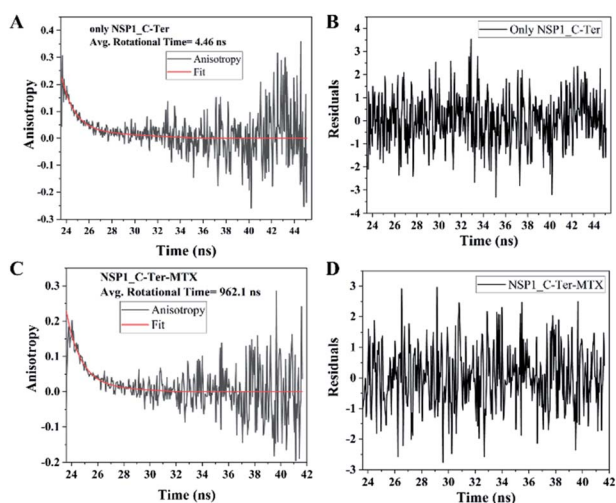 A
only NSP1_C-Ter
Avg. Rotational Time= 4.46 ns
Anisotropy
Fit
0.4
0.3
0.2
0.1
0.0
-0.1
-0.2
-0.3
Anisotropy
24 26 28 30 32 34 36 38 40 42 44
Time (ns)
B
Only NSP1_C-Ter
4
3
2
1
0
-1
-2
-3
-4
Residuals
24 26 28 30 32 34 36 38 40 42 44
Time (ns)
C
NSP1_C-Ter-MTX
Avg. Rotational Time= 962.1 ns
Anisotropy
Fit
0.3
0.2
0.1
0.0
-0.1
-0.2
Anisotropy
24 26 28 30 32 34 36 38 40 42
Time (ns)
D
NSP1_C-Ter-MTX
3
2
1
0
-1
-2
-3
Residuals
24 26 28 30 32 34 36 38 40 42
Time (ns)